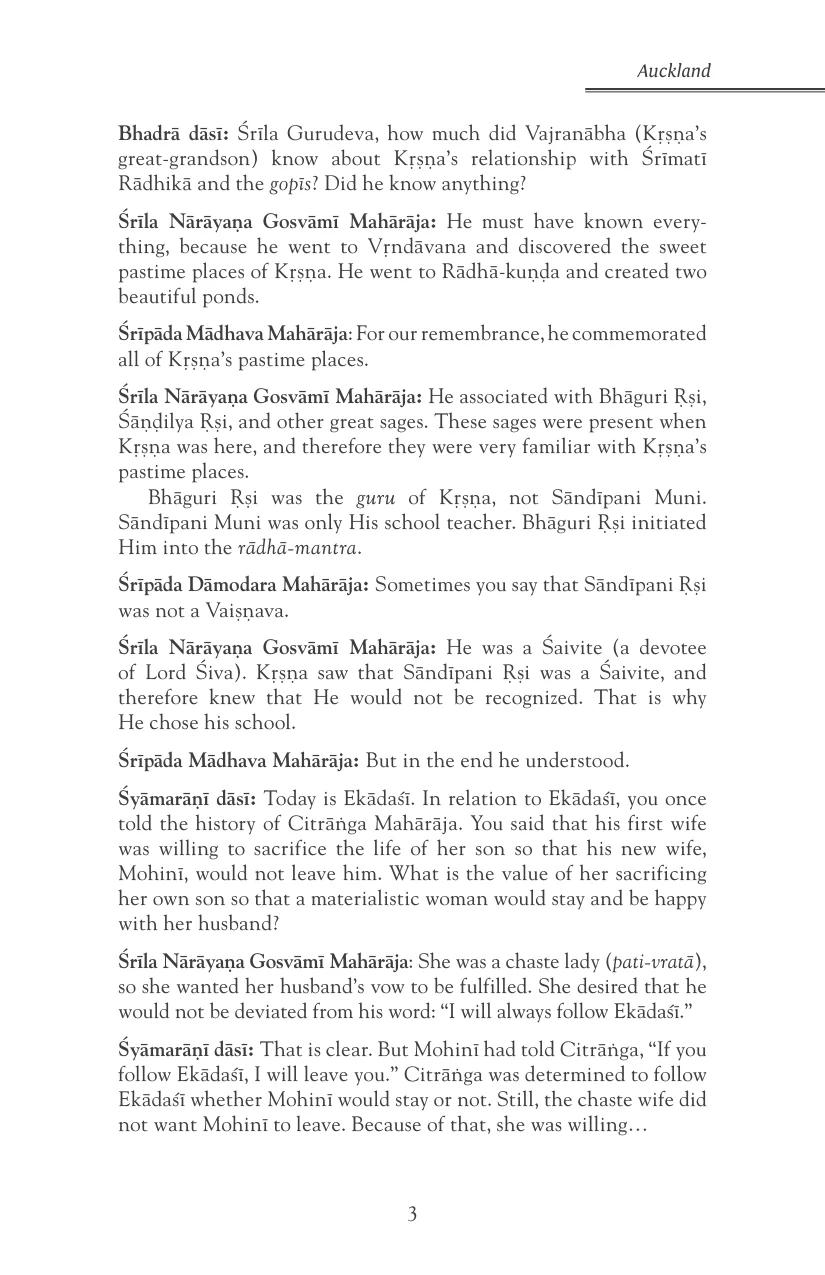 Auckland
Bhadrā dāsī: Śrīla Gurudeva, how much did Vajranābha (Kṛṣṇa’s
great-grandson) know about Kṛṣṇa’s relationship with Śrīmatī
Rādhikā and the gopīs? Did he know anything?
Śrīla Nārāyaṇa Gosvāmī Mahārāja: He must have known every-
thing, because he went to Vṛndāvana and discovered the sweet
pastime places of Kṛṣṇa. He went to Rādhā-kuṇḍa and created two
beautiful ponds.
Śrīpāda Mādhava Mahārāja: For our remembrance, he commemorated
all of Kṛṣṇa’s pastime places.
Śrīla Nārāyaṇa Gosvāmī Mahārāja: He associated with Bhāguri Ṛṣi,
Śāṇḍilya Ṛṣi, and other great sages. These sages were present when
Kṛṣṇa was here, and therefore they were very familiar with Kṛṣṇa’s
pastime places.
Bhāguri Ṛṣi was the guru of Kṛṣṇa, not Sāndīpani Muni.
Sāndīpani Muni was only His school teacher. Bhāguri Ṛṣi initiated
Him into the rādhā-mantra.
Śrīpāda Dāmodara Mahārāja: Sometimes you say that Sāndīpani Ṛṣi
was not a Vaiṣṇava.
Śrīla Nārāyaṇa Gosvāmī Mahārāja: He was a Śaivite (a devotee
of Lord Śiva). Kṛṣṇa saw that Sāndīpani Ṛṣi was a Śaivite, and
therefore knew that He would not be recognized. That is why
He chose his school.
Śrīpāda Mādhava Mahārāja: But in the end he understood.
Śyāmarāṇī dāsī: Today is Ekādaśī. In relation to Ekādaśī, you once
told the history of Citrāṅga Mahārāja. You said that his first wife
was willing to sacrifice the life of her son so that his new wife,
Mohinī, would not leave him. What is the value of her sacrificing
her own son so that a materialistic woman would stay and be happy
with her husband?
Śrīla Nārāyaṇa Gosvāmī Mahārāja: She was a chaste lady (pati-vratā),
so she wanted her husband’s vow to be fulfilled. She desired that he
would not be deviated from his word: “I will always follow Ekādaśī.”
Śyāmarāṇī dāsī: That is clear. But Mohinī had told Citrāṅga, “If you
follow Ekādaśī, I will leave you.” Citrāṅga was determined to follow
Ekādaśī whether Mohinī would stay or not. Still, the chaste wife did
not want Mohinī to leave. Because of that, she was willing…
3